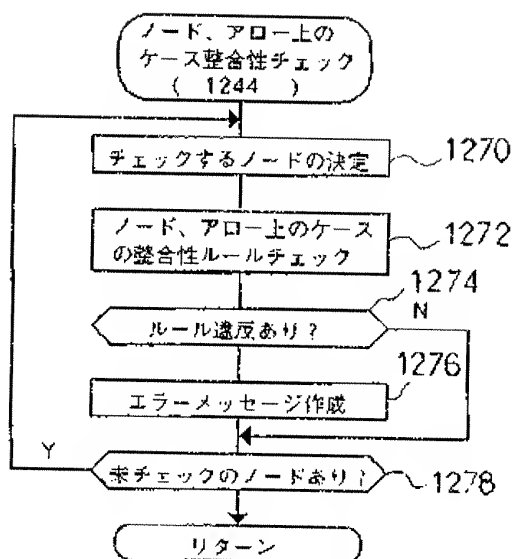 ノード、アロー上の
ケース整合性チェック
( 1244 )
チェックするノードの決定
1270
ノード、アロー上のケース
の整合性ルールチェック
1272
1274
ルール違反あり?
N
1276
エラーメッセージ作成
Y
未チェックのノードあり?
1278
リターン